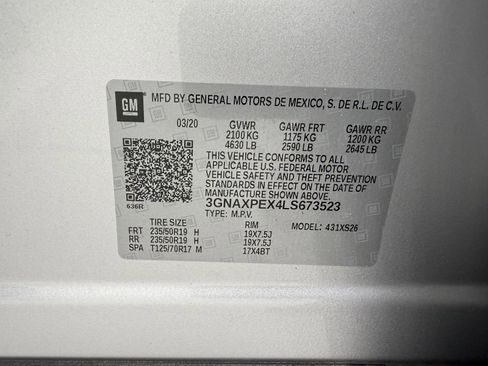 GM
MFD BY GENERAL MOTORS DE MEXICO, S. DE R.L. DE C.V.
03/20 GVWR GAWR FRT GAWR RR
2100 KG 1175 KG 1200 KG
4630 LB 2590 LB 2645 LB
THIS VEHICLE CONFORMS TO ALL
APPLICABLE U.S. FEDERAL MOTOR
VEHICLE SAFETY AND THEFT PREVENTION
STANDARDS IN EFFECT ON THE DATE OF
MANUFACTURE SHOWN ABOVE.
636R 3GNAXPEX4LS673523
TYPE: M.P.V.
TIRE SIZE RIM MODEL: 431XS26
FRT 235/50R19 H 19X7.5J
RR 235/50R19 H 19X7.5J
SPA T125/70R17 M 17X4BT